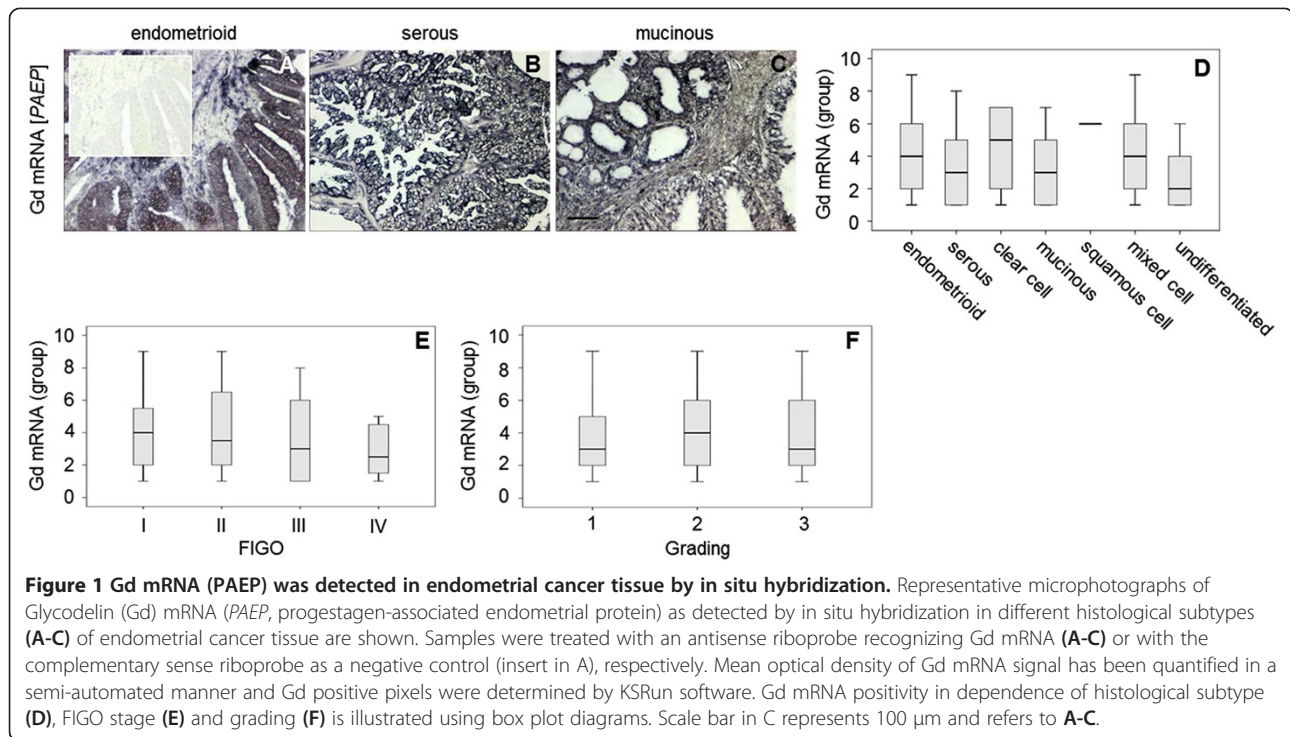 endometrioid
serous
mucinous
Gd mRNA [PAEP]
A
B
C
D
Gd mRNA (group)
10
8
6
4
2
0
endometrioid
serous
clear cell
mucinous
squamous cell
mixed cell
undifferentiated
E
Gd mRNA (group)
10
8
6
4
2
0
I II III IV
FIGO
F
Gd mRNA (group)
10
8
6
4
2
0
1 2 3
Grading
Figure 1 Gd mRNA (PAEP) was detected in endometrial cancer tissue by in situ hybridization. Representative microphotographs of
Glycodelin (Gd) mRNA (PAEP, progestagen-associated endometrial protein) as detected by in situ hybridization in different histological subtypes
(A-C) of endometrial cancer tissue are shown. Samples were treated with an antisense riboprobe recognizing Gd mRNA (A-C) or with the
complementary sense riboprobe as a negative control (insert in A), respectively. Mean optical density of Gd mRNA signal has been quantified in a
semi-automated manner and Gd positive pixels were determined by KSRun software. Gd mRNA positivity in dependence of histological subtype
(D), FIGO stage (E) and grading (F) is illustrated using box plot diagrams. Scale bar in C represents 100 μm and refers to A-C.